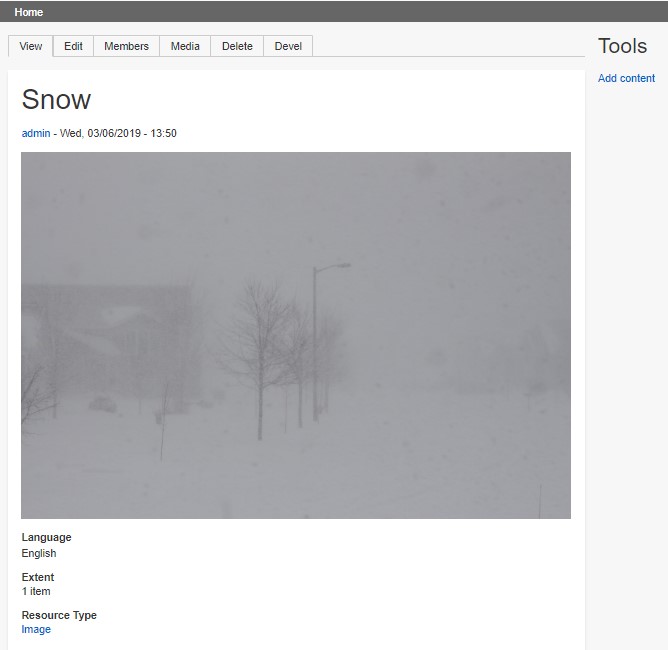 Home
View Edit Members Media Delete Devel
Tools
Add content
Snow
admin - Wed, 03/06/2019 - 13:50
Language
English
Extent
1 item
Resource Type
Image